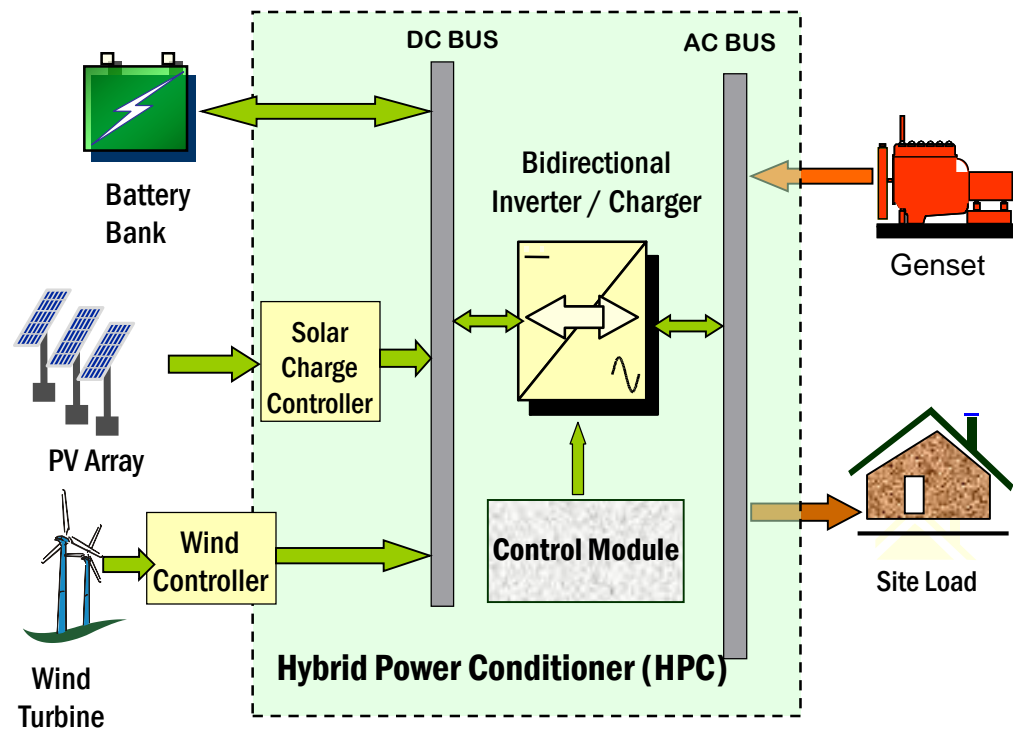 DC BUS
AC BUS
Battery
Bank
Bidirectional
Inverter / Charger
Genset
Solar
Charge
Controller
PV Array
Wind
Controller
Control Module
Site Load
Wind
Turbine
Hybrid Power Conditioner (HPC)